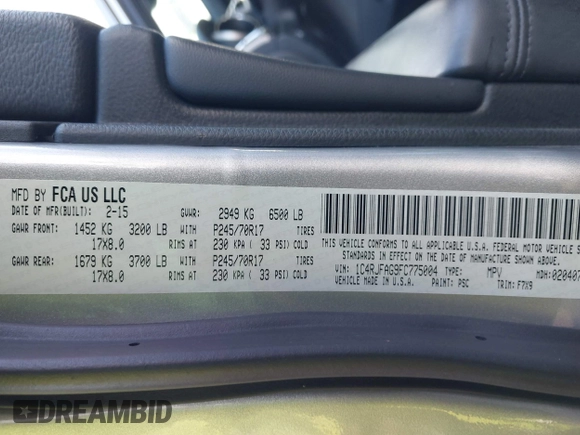 MFD BY FCA US LLC
DATE OF MFR(BUILT): 2-15 GVWR: 2949 KG 6500 LB
GAWR FRONT: 1452 KG 3200 LB WITH P245/70R17 TIRES
17X8.0 RIMS AT 230 KPA ( 33 PSI) COLD
GAWR REAR: 1679 KG 3700 LB WITH P245/70R17 TIRES
17X8.0 RIMS AT 230 KPA ( 33 PSI) COLD
THIS VEHICLE CONFORMS TO ALL APPLICABLE U.S.A. FEDERAL MOTOR VEHICLE
STANDARDS IN EFFECT ON THE DATE OF MANUFACTURE SHOWN ABOVE.
VIN: 1C4RJFAG9FC775004 TYPE: MPV MDH: 020407
VEHICLE MADE IN U.S.A. PAINT: PSC TRIM: F7X9
DREAMBID